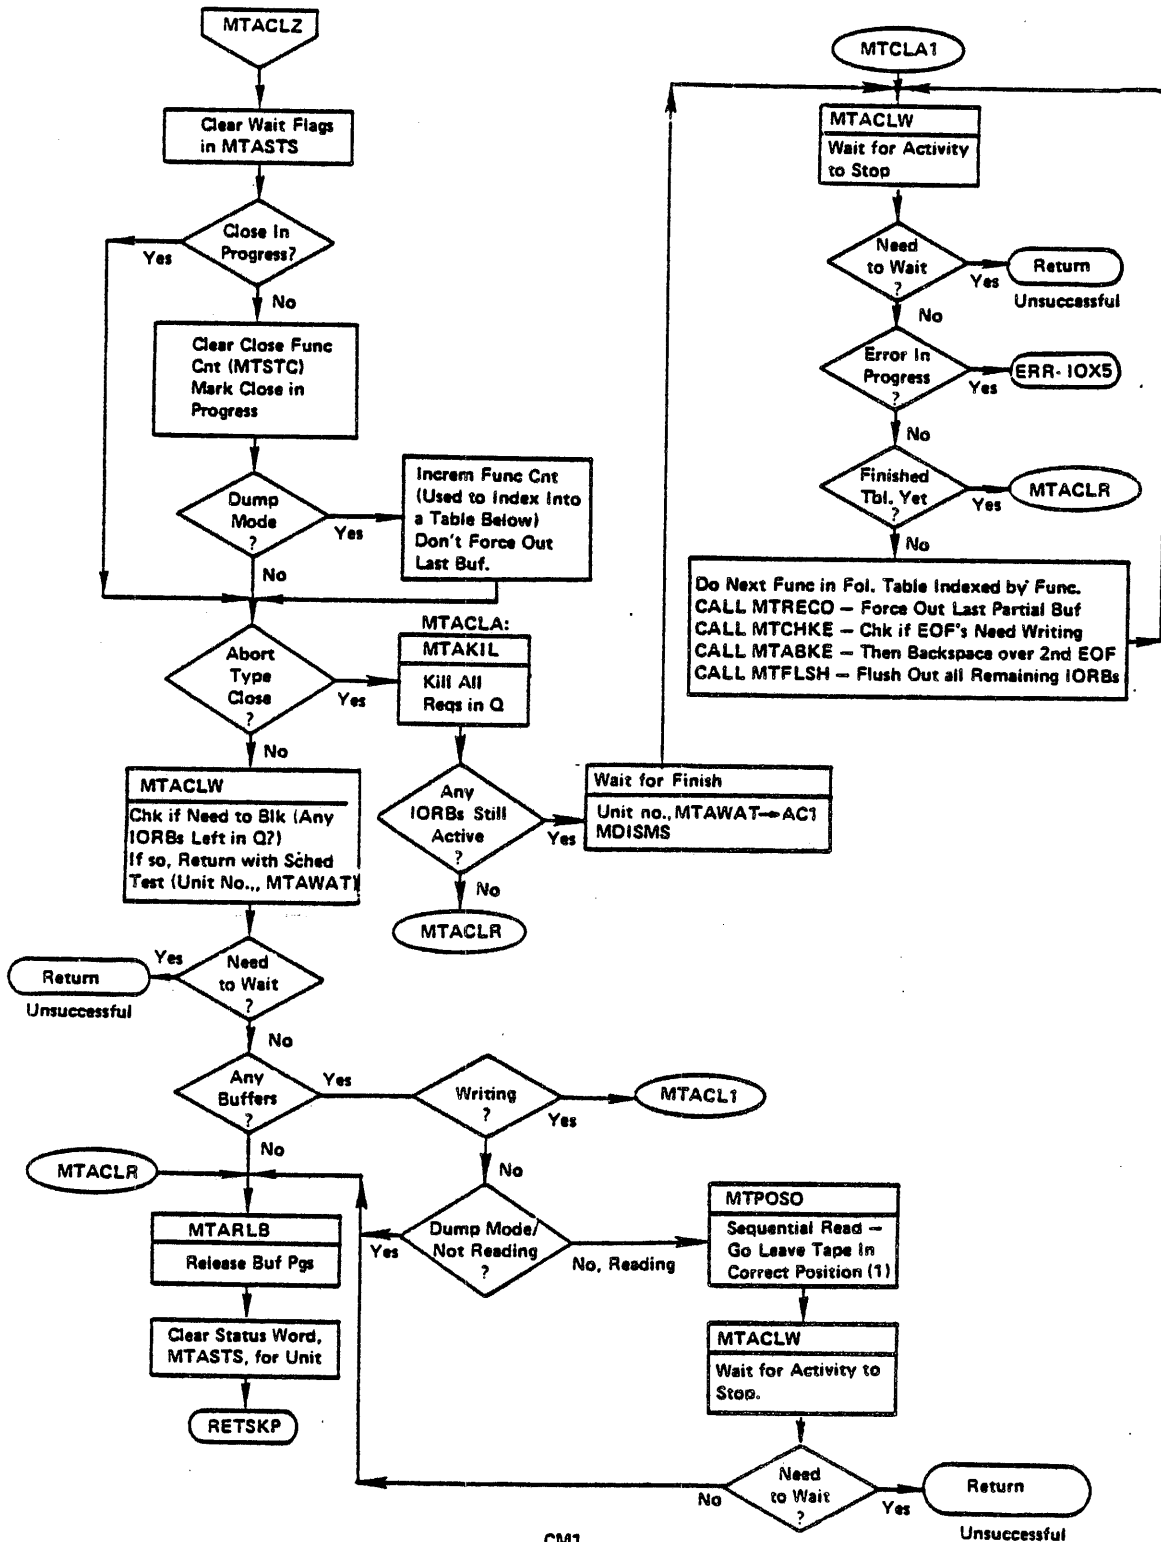 MTACLZ
Clear Wait Flags
in MTASTS
Close In
Progress?
Yes
No
Clear Close Func
Cnt (MTSTC)
Mark Close in
Progress
Dump
Mode
?
Yes
No
Increm Func Cnt
(Used to Index Into
a Table Below)
Don't Force Out
Last Buf.
Abort
Type
Close
?
Yes
No
MTACLA:
MTAKIL
Kill All
Reqs in Q
Any
IORBs Still
Active
?
Yes
No
MTACLR
Wait for Finish
Unit no., MTAWAT→AC1
MDISMS
MTACLW
Chk if Need to Blk (Any
IORBs Left in Q?)
If so, Return with Sched
Test (Unit No.,, MTAWAT)
Need
to Wait
?
Yes
Return
Unsuccessful
No
Any
Buffers
?
Yes
No
Writing
?
Yes
MTACL1
No
MTACLR
MTARLB
Release Buf Pgs
Clear Status Word,
MTASTS, for Unit
RETSKP
Dump Mode/
Not Reading
?
Yes
No, Reading
MTPOSO
Sequential Read –
Go Leave Tape In
Correct Position (1)
MTACLW
Wait for Activity to
Stop.
Need
to Wait
?
No
Yes
Return
Unsuccessful
MTCLA1
MTACLW
Wait for Activity
to Stop
Need
to Wait
?
Yes
Return
Unsuccessful
No
Error In
Progress
?
Yes
ERR- IOX5
No
Finished
Tbl. Yet
?
Yes
MTACLR
No
Do Next Func in Fol. Table Indexed by Func.
CALL MTRECO – Force Out Last Partial Buf
CALL MTCHKE – Chk if EOF's Need Writing
CALL MTABKE – Then Backspace over 2nd EOF
CALL MTFLSH – Flush Out all Remaining IORBs
CM1